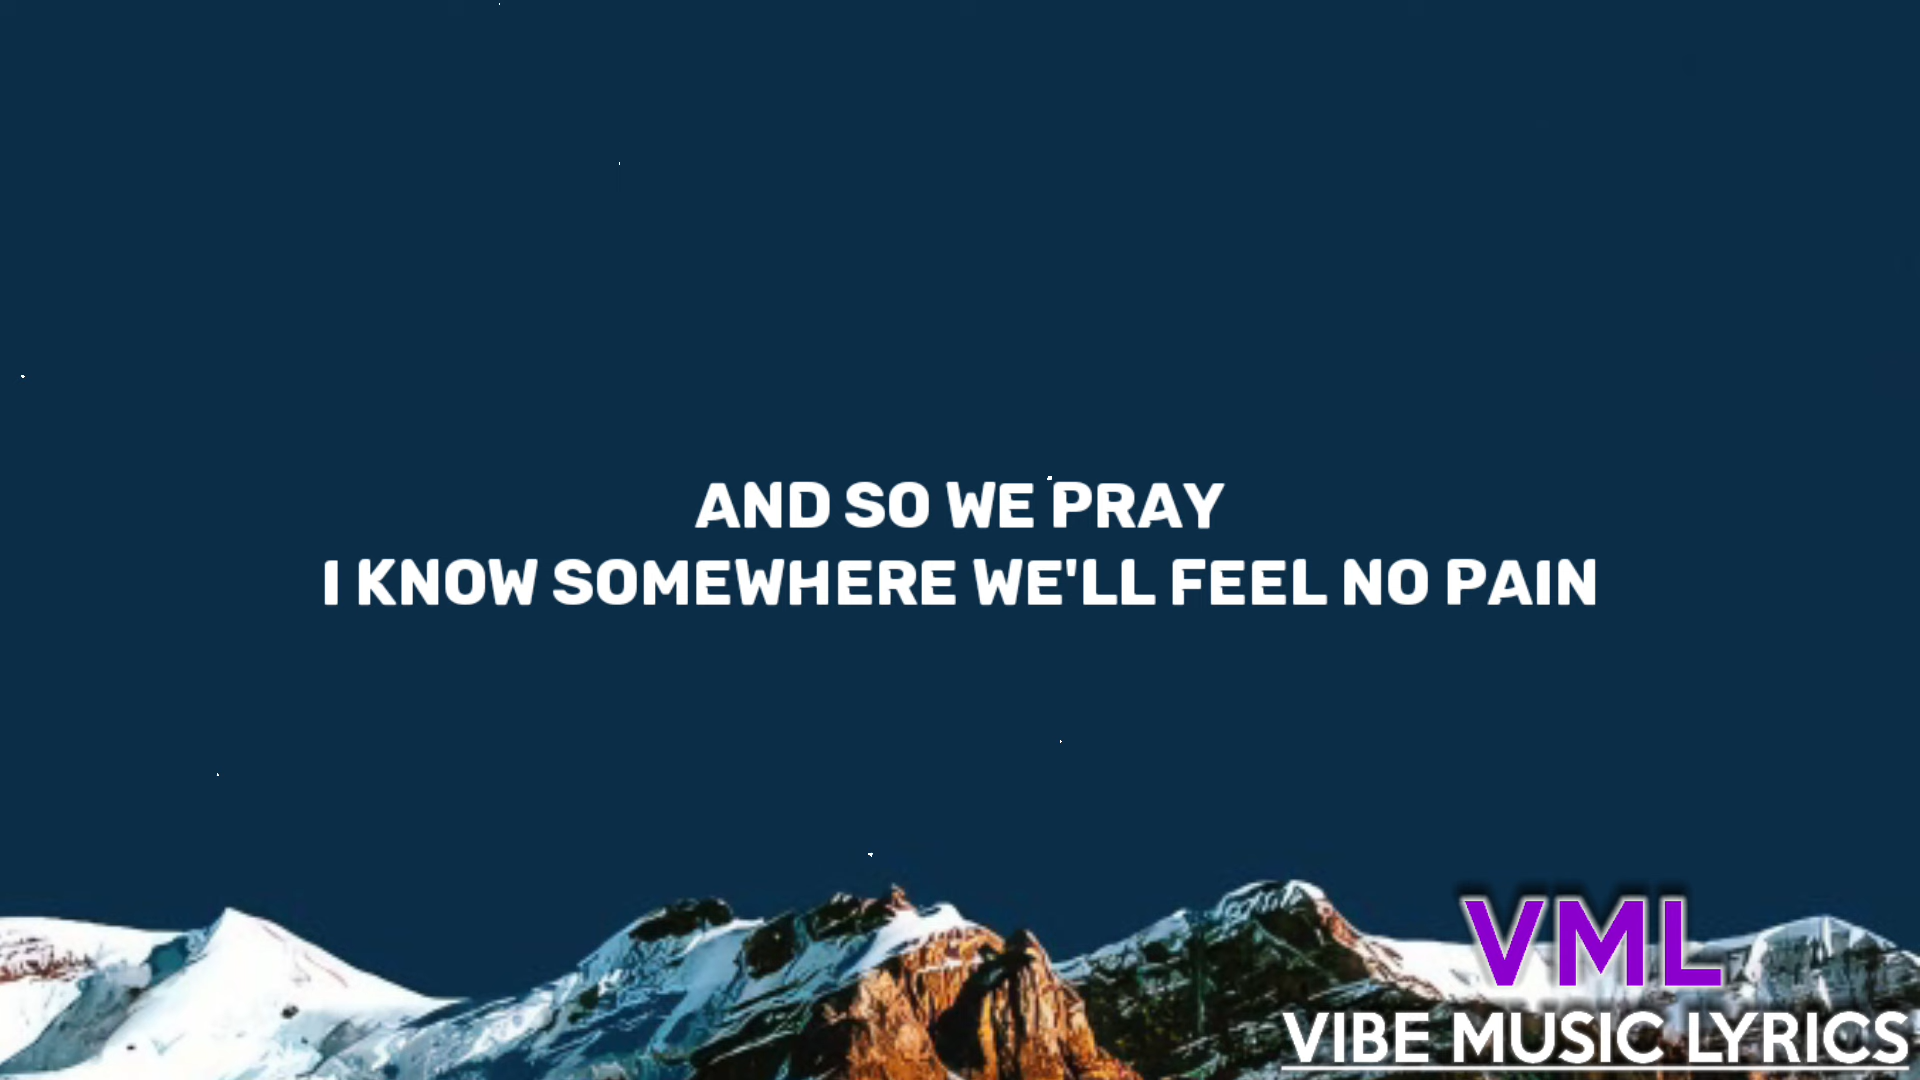 AND SO WE PRAY
I KNOW SOMEWHERE WE'LL FEEL NO PAIN
VML
VIBE MUSIC LYRICS